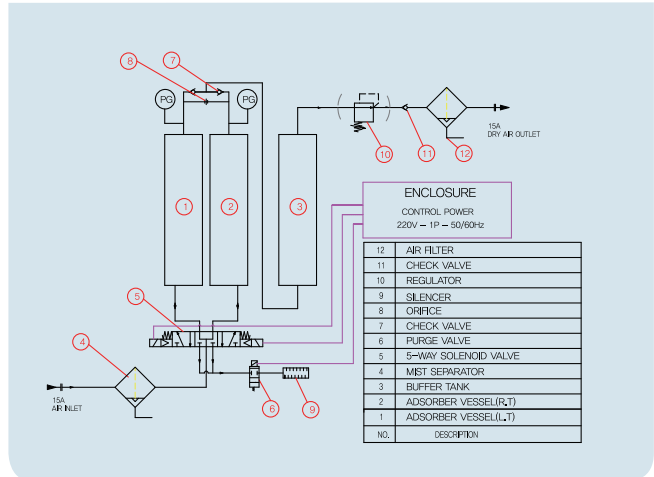 8
7
PG
PG
15A
DRY AIR OUTLET
10
11
12
1
2
3
ENCLOSURE
CONTROL POWER
220V - 1P - 50/60Hz
5
4
15A
AIR INLET
6
9
12 AIR FILTER
11 CHECK VALVE
10 REGULATOR
9 SILENCER
8 ORIFICE
7 CHECK VALVE
6 PURGE VALVE
5 5-WAY SOLENOID VALVE
4 MIST SEPARATOR
3 BUFFER TANK
2 ADSORBER VESSEL(R.T)
1 ADSORBER VESSEL(L.T)
NO. DESCRIPTION